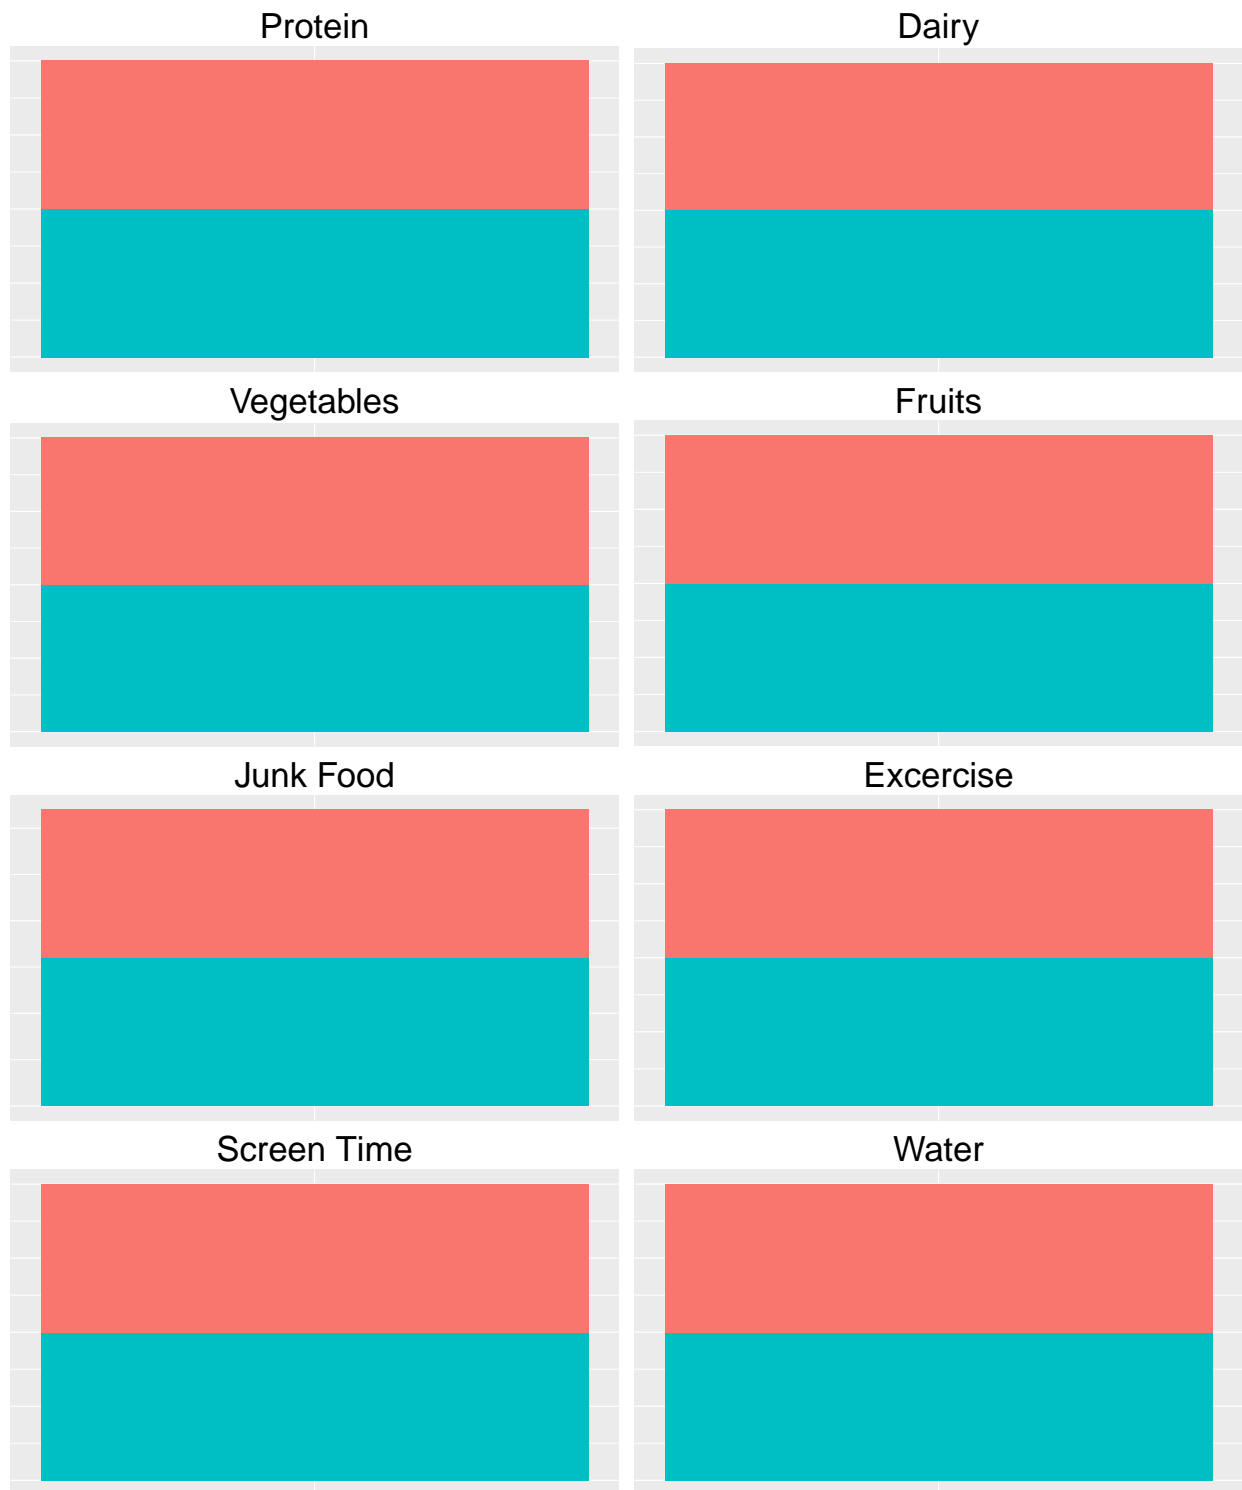 Protein
Dairy
Vegetables
Fruits
Junk Food
Excercise
Screen Time
Water